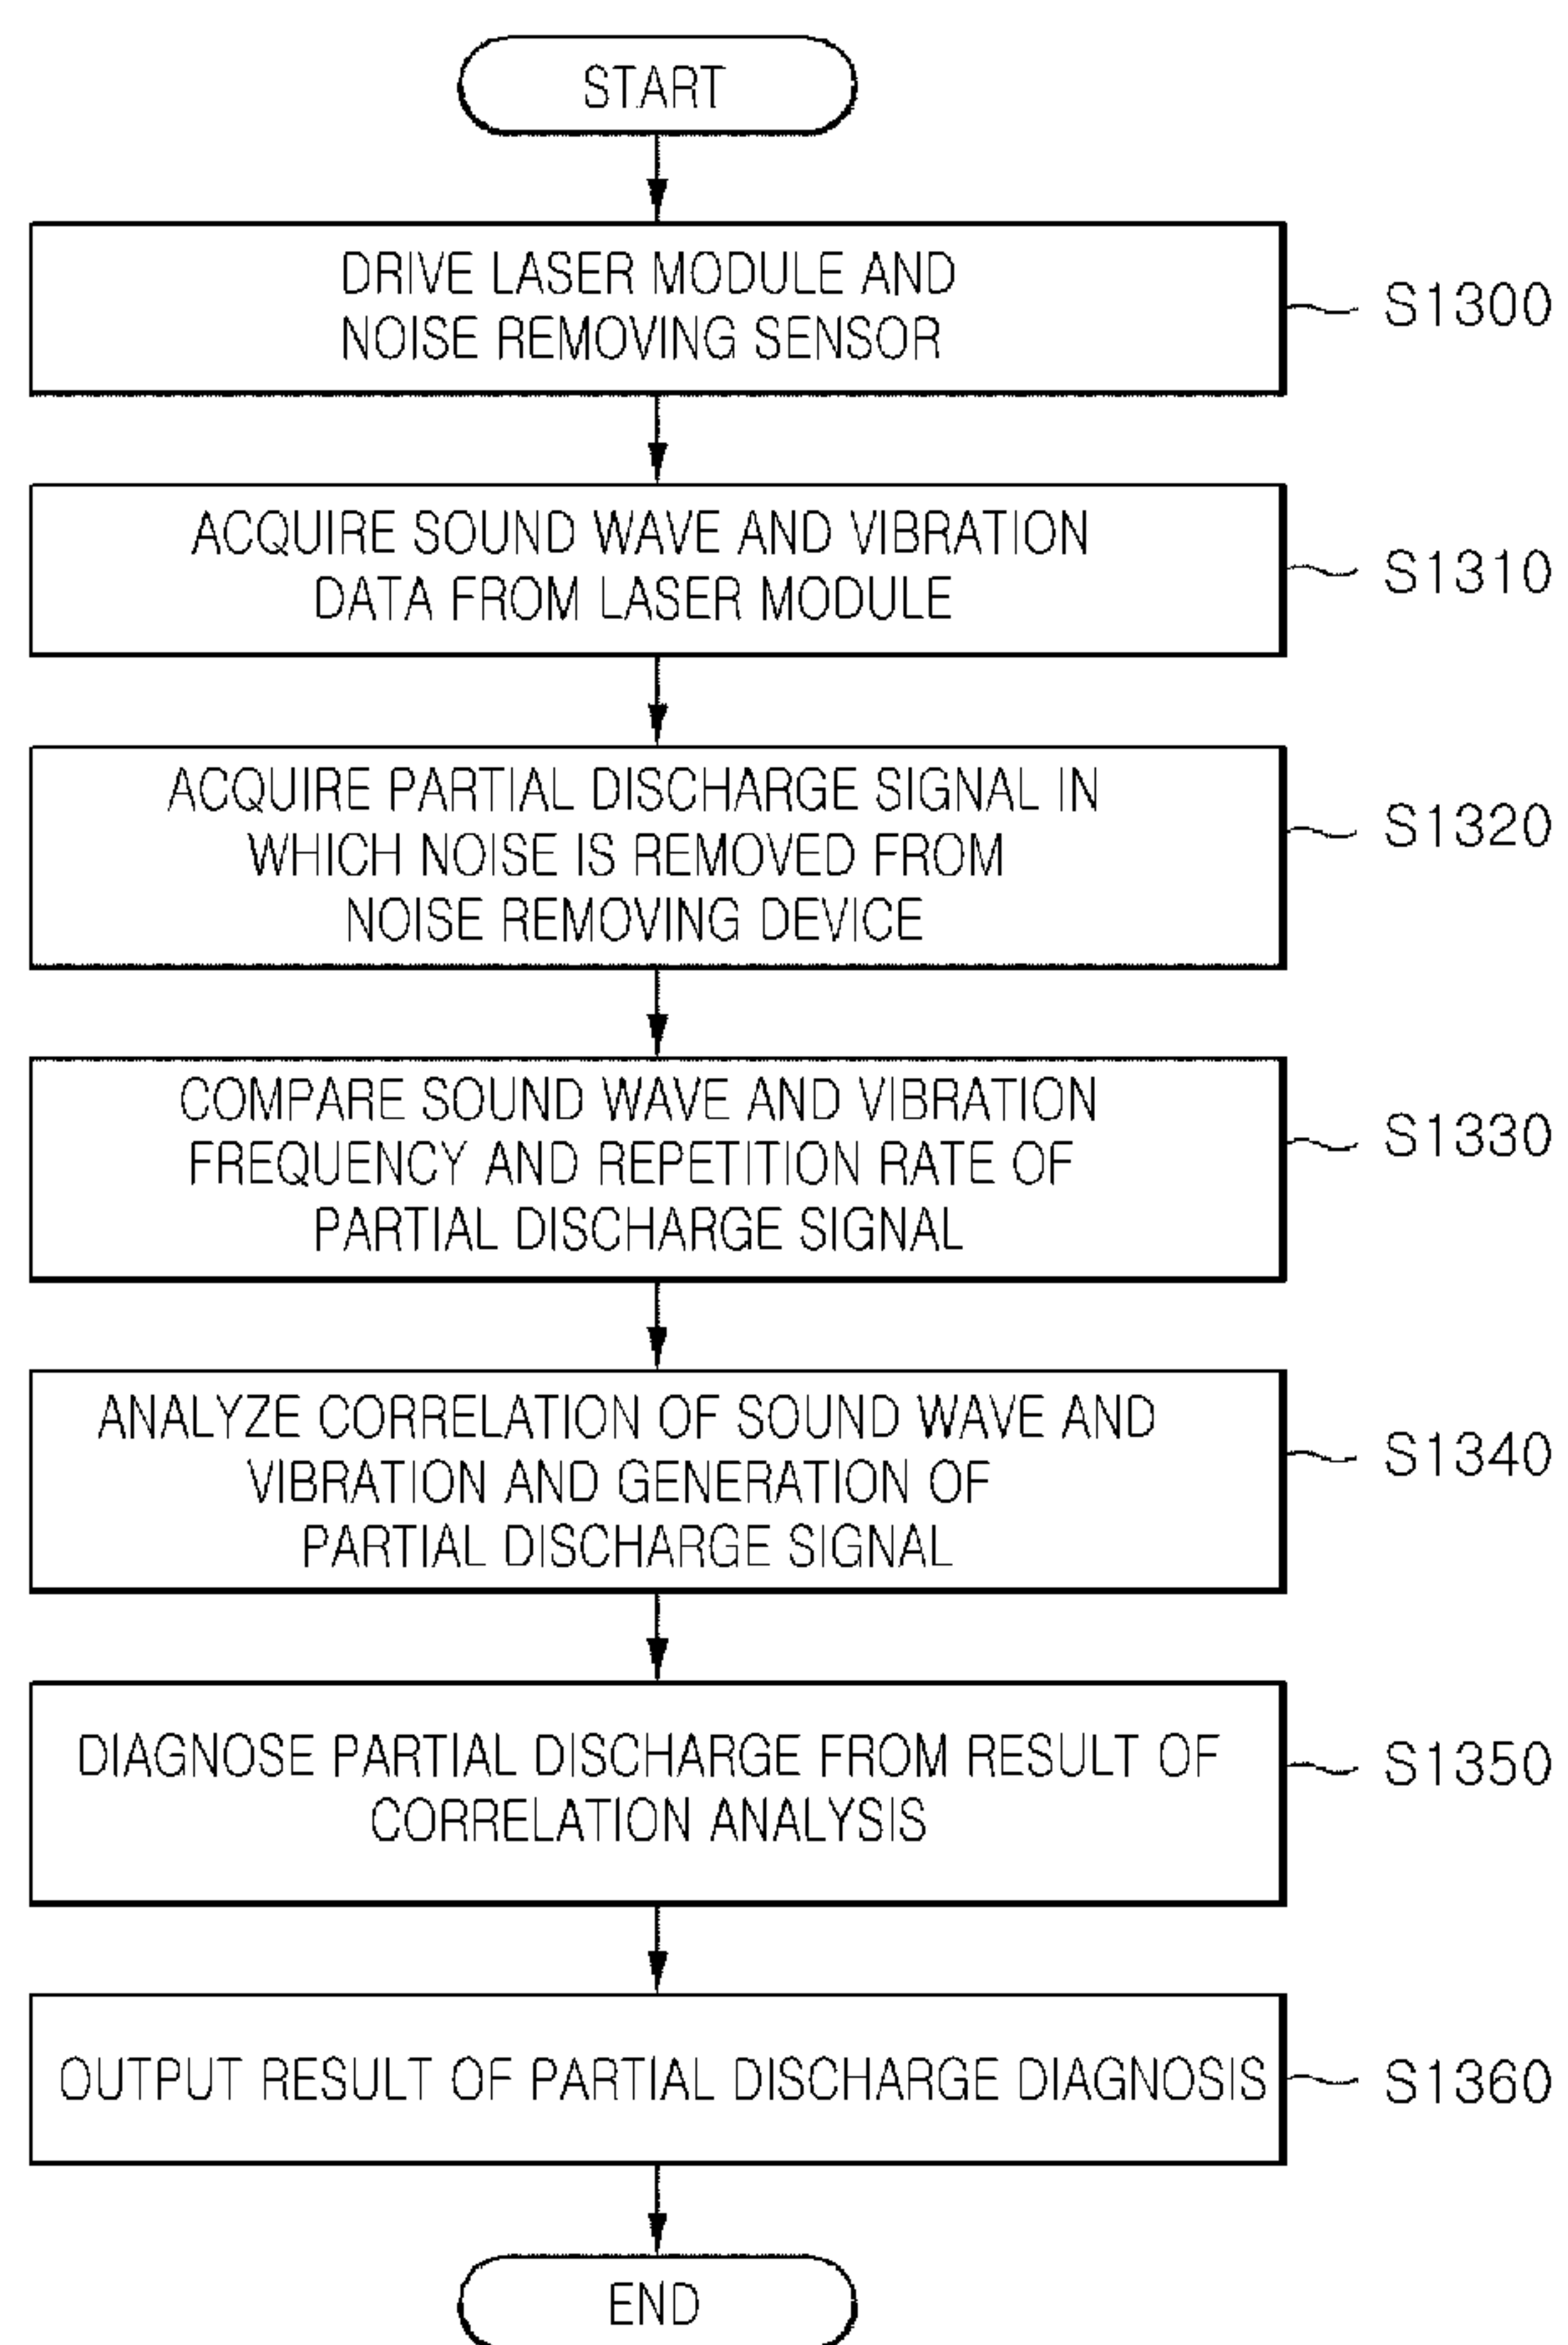 START
DRIVE LASER MODULE AND
NOISE REMOVING SENSOR
S1300
ACQUIRE SOUND WAVE AND VIBRATION
DATA FROM LASER MODULE
S1310
ACQUIRE PARTIAL DISCHARGE SIGNAL IN
WHICH NOISE IS REMOVED FROM
NOISE REMOVING DEVICE
S1320
COMPARE SOUND WAVE AND VIBRATION
FREQUENCY AND REPETITION RATE OF
PARTIAL DISCHARGE SIGNAL
S1330
ANALYZE CORRELATION OF SOUND WAVE AND
VIBRATION AND GENERATION OF
PARTIAL DISCHARGE SIGNAL
S1340
DIAGNOSE PARTIAL DISCHARGE FROM RESULT OF
CORRELATION ANALYSIS
S1350
OUTPUT RESULT OF PARTIAL DISCHARGE DIAGNOSIS
S1360
END